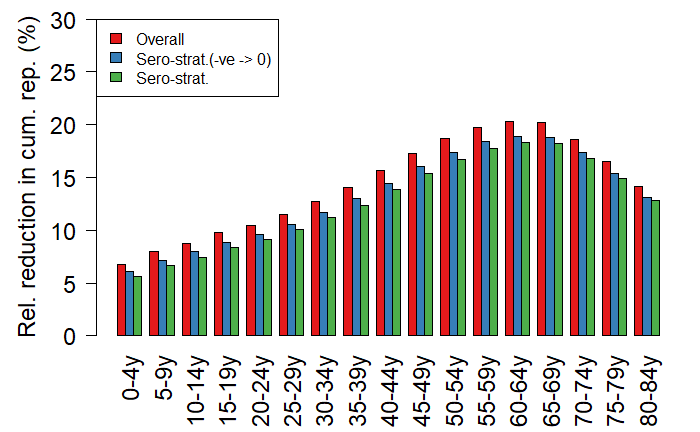 Rel. reduction in cum. rep. (%)
30
25
20
15
10
5
0
Overall
Sero-strat.(-ve -> 0)
Sero-strat.
0-4y
5-9y
10-14y
15-19y
20-24y
25-29y
30-34y
35-39y
40-44y
45-49y
50-54y
55-59y
60-64y
65-69y
70-74y
75-79y
80-84y